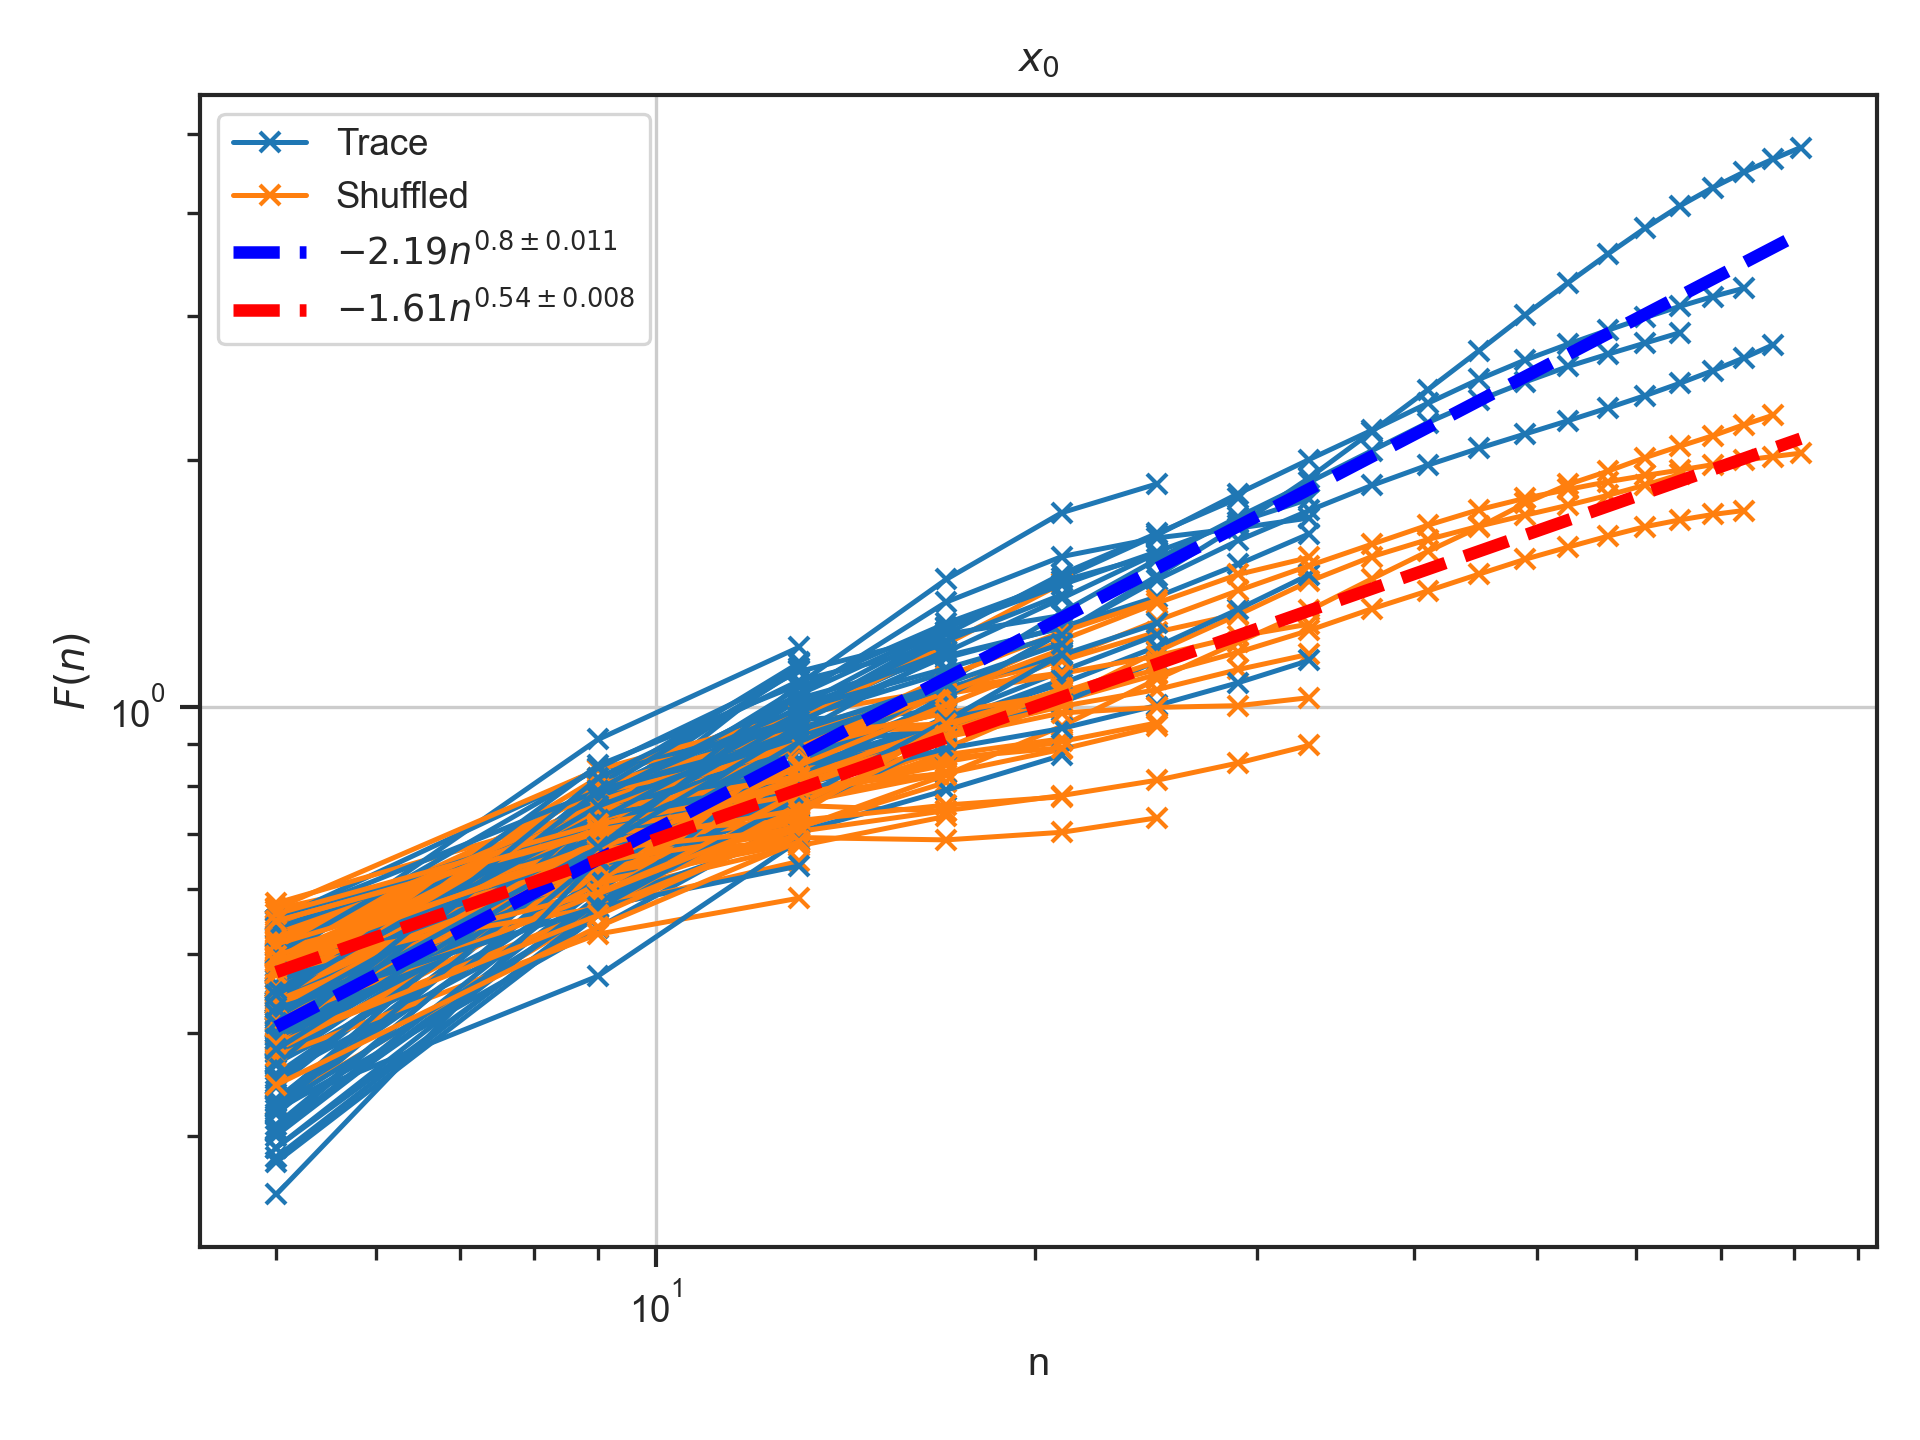 x₀
Trace
Shuffled
−2.19n^0.8±0.011
−1.61n^0.54±0.008
F(n)
10⁰
10¹
n